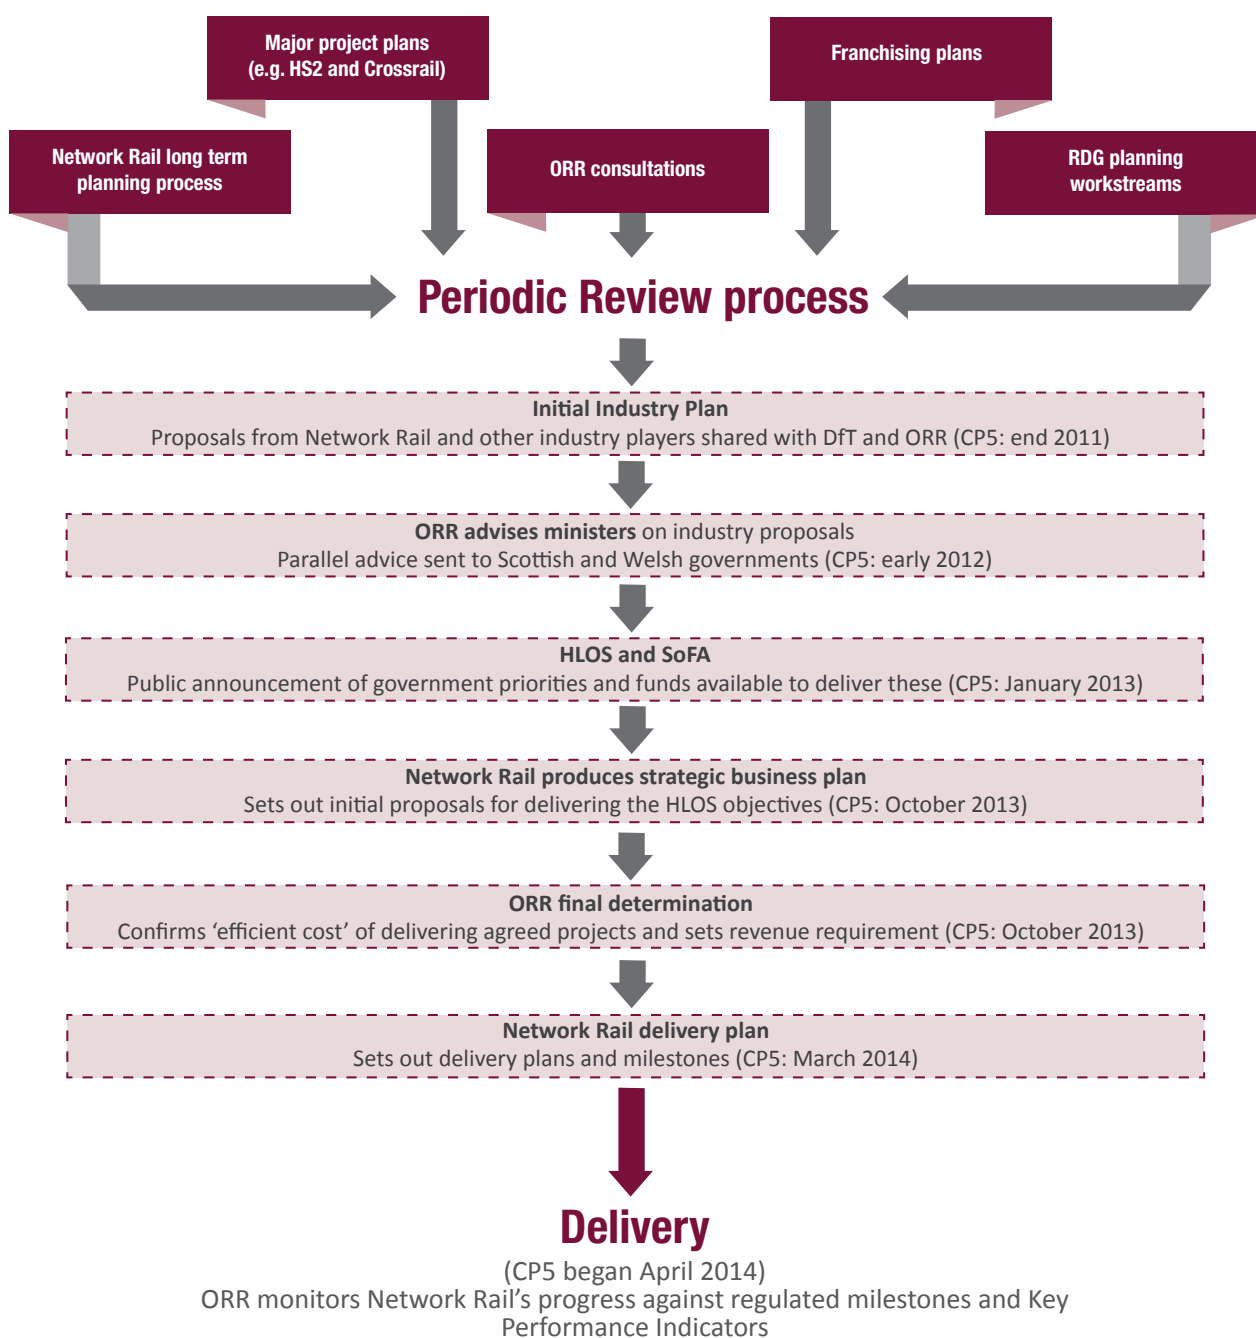 Major project plans
(e.g. HS2 and Crossrail)
Franchising plans
Network Rail long term
planning process
ORR consultations
RDG planning
workstreams
Periodic Review process
Initial Industry Plan
Proposals from Network Rail and other industry players shared with DfT and ORR (CP5: end 2011)
ORR advises ministers on industry proposals
Parallel advice sent to Scottish and Welsh governments (CP5: early 2012)
HLOS and SoFA
Public announcement of government priorities and funds available to deliver these (CP5: January 2013)
Network Rail produces strategic business plan
Sets out initial proposals for delivering the HLOS objectives (CP5: October 2013)
ORR final determination
Confirms ‘efficient cost’ of delivering agreed projects and sets revenue requirement (CP5: October 2013)
Network Rail delivery plan
Sets out delivery plans and milestones (CP5: March 2014)
Delivery
(CP5 began April 2014)
ORR monitors Network Rail’s progress against regulated milestones and Key
Performance Indicators